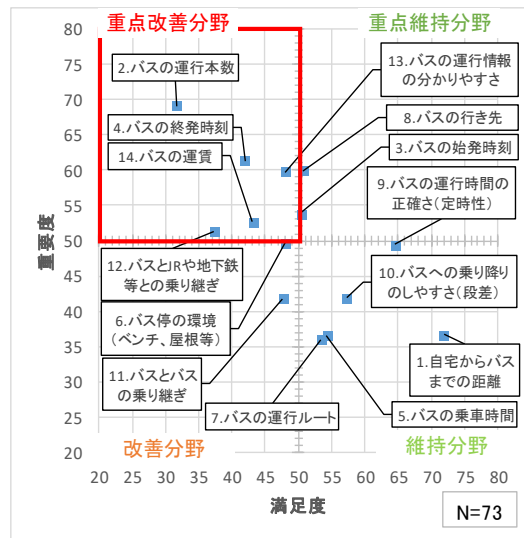 重点改善分野
重点維持分野
80
75
70
65
60
55
50
45
40
35
30
25
20
重要度
2.バスの運行本数
13.バスの運行情報
の分かりやすさ
4.バスの終発時刻
8.バスの行き先
14.バスの運賃
3.バスの始発時刻
9.バスの運行時間の
正確さ(定時性)
12.バスとJRや地下鉄
等との乗り継ぎ
10.バスへの乗り降り
のしやすさ(段差)
6.バス停の環境
(ベンチ、屋根等)
11.バスとバス
の乗り継ぎ
1.自宅からバス
までの距離
7.バスの運行ルート
5.バスの乗車時間
改善分野
維持分野
20 25 30 35 40 45 50 55 60 65 70 75 80
満足度
N=73